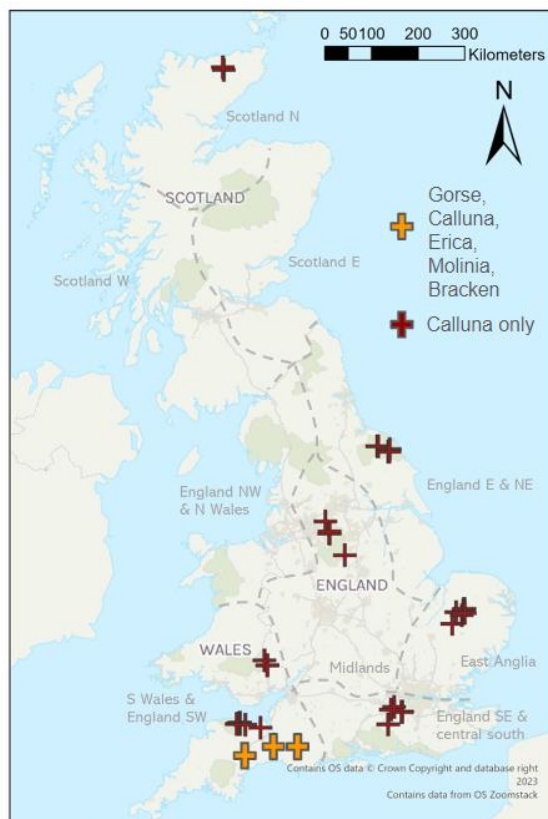 0 50 100 200 300
Kilometers
N
Scotland N
SCOTLAND
Gorse,
Calluna,
Erica,
Molinia,
Bracken
Scotland W
Scotland E
Calluna only
England NW
& N Wales
England E & NE
ENGLAND
WALES
Midlands
East Anglia
S Wales &
England SW
England SE &
central south
Contains OS data © Crown Copyright and database right
2023
Contains data from OS Zoomstack